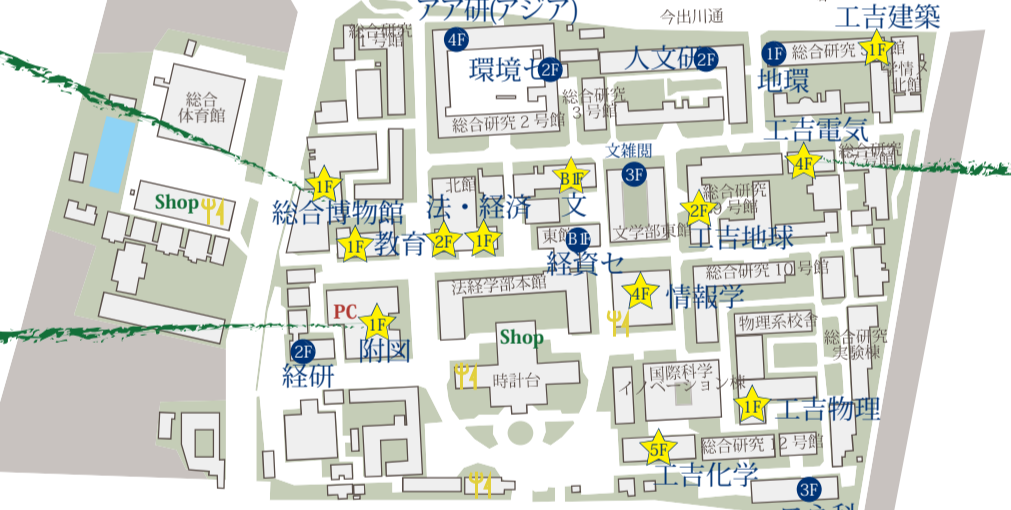 アア研(アジア)
今出川通
工吉建築
総合研究
1号館
4F
環境セ
2F
人文研
2F
1F
総合研究
館
1F
地環
北館
総合
体育館
総合研究2号館
総合研究
3号館
工吉電気
4F
総合研究
文雑閲
3F
B1F
1F
Shop
総合博物館
北館
法・経済
文
総合研究
9号館
2F
1F
教育
2F
1F
東館
B1F
文学部東館
工吉地球
経資セ
総合研究10号館
法経学部本館
4F
情報学
PC
1F
物理系校舎
Shop
総合研究
実験棟
2F
附図
経研
時計台
国際科学
イノベーション棟
1F
工吉物理
5F
総合研究12号館
工吉化学
3F